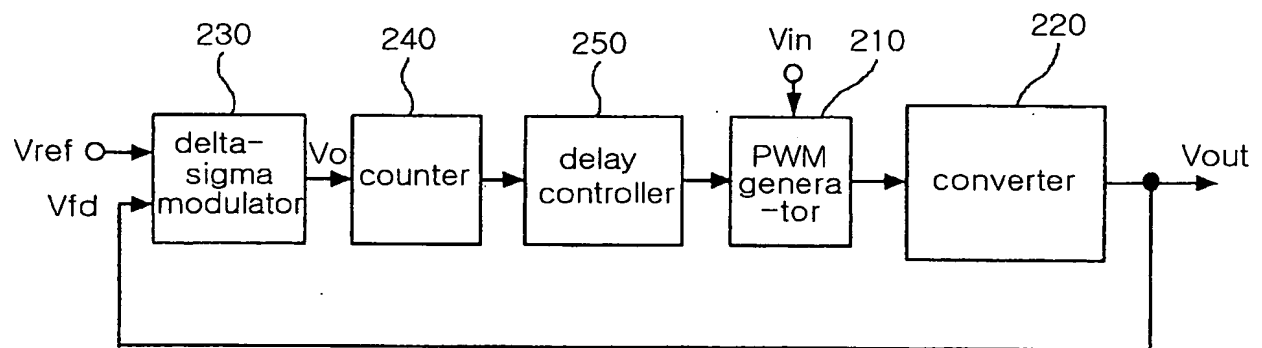 230
240
250
Vin
210
220
Vref
Vfd
delta-
sigma
modulator
Vo
counter
delay
controller
PWM
genera
-tor
converter
Vout